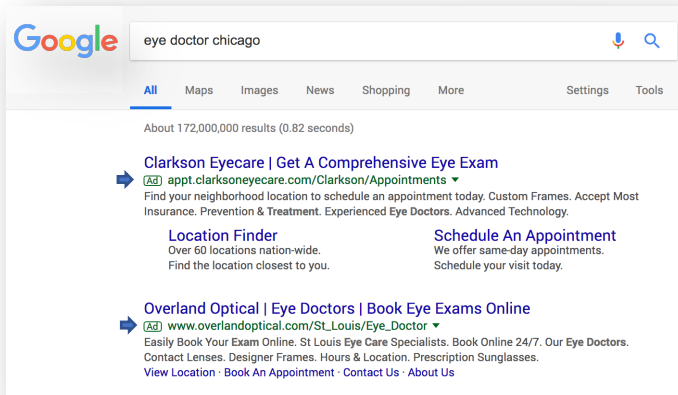 Google
eye doctor chicago
All Maps Images News Shopping More Settings Tools
About 172,000,000 results (0.82 seconds)
Clarkson Eyecare | Get A Comprehensive Eye Exam
Ad appt.clarksoneyecare.com/Clarkson/Appointments
Find your neighborhood location to schedule an appointment today. Custom Frames. Accept Most
Insurance. Prevention & Treatment. Experienced Eye Doctors. Advanced Technology.
Location Finder
Over 60 locations nation-wide.
Find the location closest to you.
Schedule An Appointment
We offer same-day appointments.
Schedule your visit today.
Overland Optical | Eye Doctors | Book Eye Exams Online
Ad www.overlandoptical.com/St_Louis/Eye_Doctor
Easily Book Your Exam Online. St Louis Eye Care Specialists. Book Online 24/7. Our Eye Doctors.
Contact Lenses. Designer Frames. Hours & Location. Prescription Sunglasses.
View Location · Book An Appointment · Contact Us · About Us